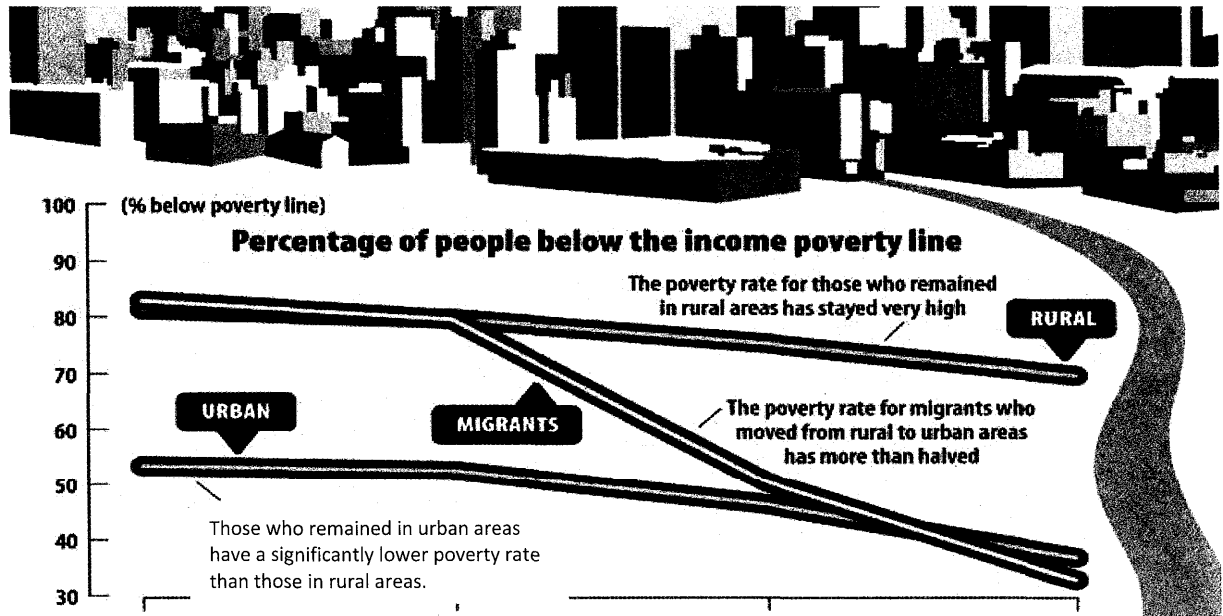 100 (% below poverty line)
Percentage of people below the income poverty line
90
The poverty rate for those who remained
in rural areas has stayed very high
80
RURAL
70
URBAN
MIGRANTS
The poverty rate for migrants who
moved from rural to urban areas
has more than halved
60
50
Those who remained in urban areas
have a significantly lower poverty rate
than those in rural areas.
40
30